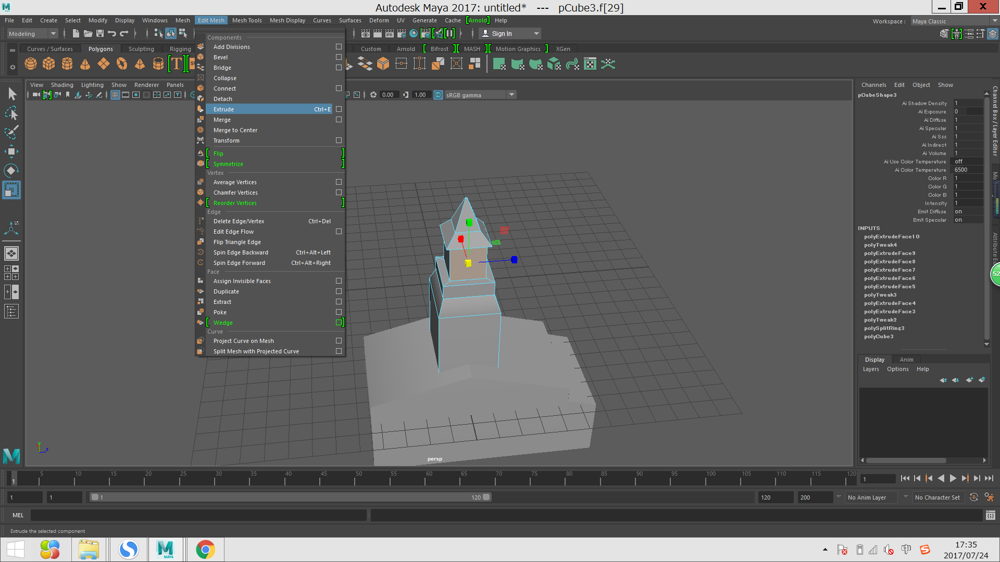 Autodesk Maya 2017: untitled*   ---   pCube3.f[29]
File Edit Create Select Modify Display Windows Mesh Edit Mesh Mesh Tools Mesh Display Curves Surfaces Deform UV Generate Cache [Arnold] Help
Workspace : Maya Classic
Modeling
IPR
Sign In
Curves / Surfaces Polygons Sculpting Rigging
Custom Arnold Bifrost MASH Motion Graphics XGen
View Shading Lighting Show Renderer Panels
0.00 1.00 ON sRGB gamma
Components
Add Divisions
Bevel
Bridge
Collapse
Connect
Detach
Extrude Ctrl+E
Merge
Merge to Center
Transform
Flip
Symmetrize
Vertex
Average Vertices
Chamfer Vertices
Reorder Vertices
Edge
Delete Edge/Vertex Ctrl+Del
Edit Edge Flow
Flip Triangle Edge
Spin Edge Backward Ctrl+Alt+Left
Spin Edge Forward Ctrl+Alt+Right
Face
Assign Invisible Faces
Duplicate
Extract
Poke
Wedge
Curve
Project Curve on Mesh
Split Mesh with Projected Curve
y
z
persp
Channels Edit Object Show
pCubeShape3
Ai Shadow Density 1
Ai Exposure 0
Ai Diffuse 1
Ai Specular 1
Ai Sss 1
Ai Indirect 1
Ai Volume 1
Ai Use Color Temperature off
Ai Color Temperature 6500
Color R 1
Color G 1
Color B 1
Intensity 1
Emit Diffuse on
Emit Specular on
INPUTS
polyExtrudeFace10
polyTweak4
polyExtrudeFace9
polyExtrudeFace8
polyExtrudeFace7
polyExtrudeFace6
polyExtrudeFace5
polyTweak3
polyExtrudeFace4
polyExtrudeFace3
polyTweak2
polySplitRing3
polyCube3
Channel Box / Layer Editor
52
Display Anim
Layers Options Help
5 10 15 20 25 30 35 40 45 50 55 60 65 70 75 80 85 90 95 100 105 110 115 120
1
1
1 1 1 120 120 200 No Anim Layer No Character Set
MEL
Extrude the selected component
MAYA
中
17:35
2017/07/24